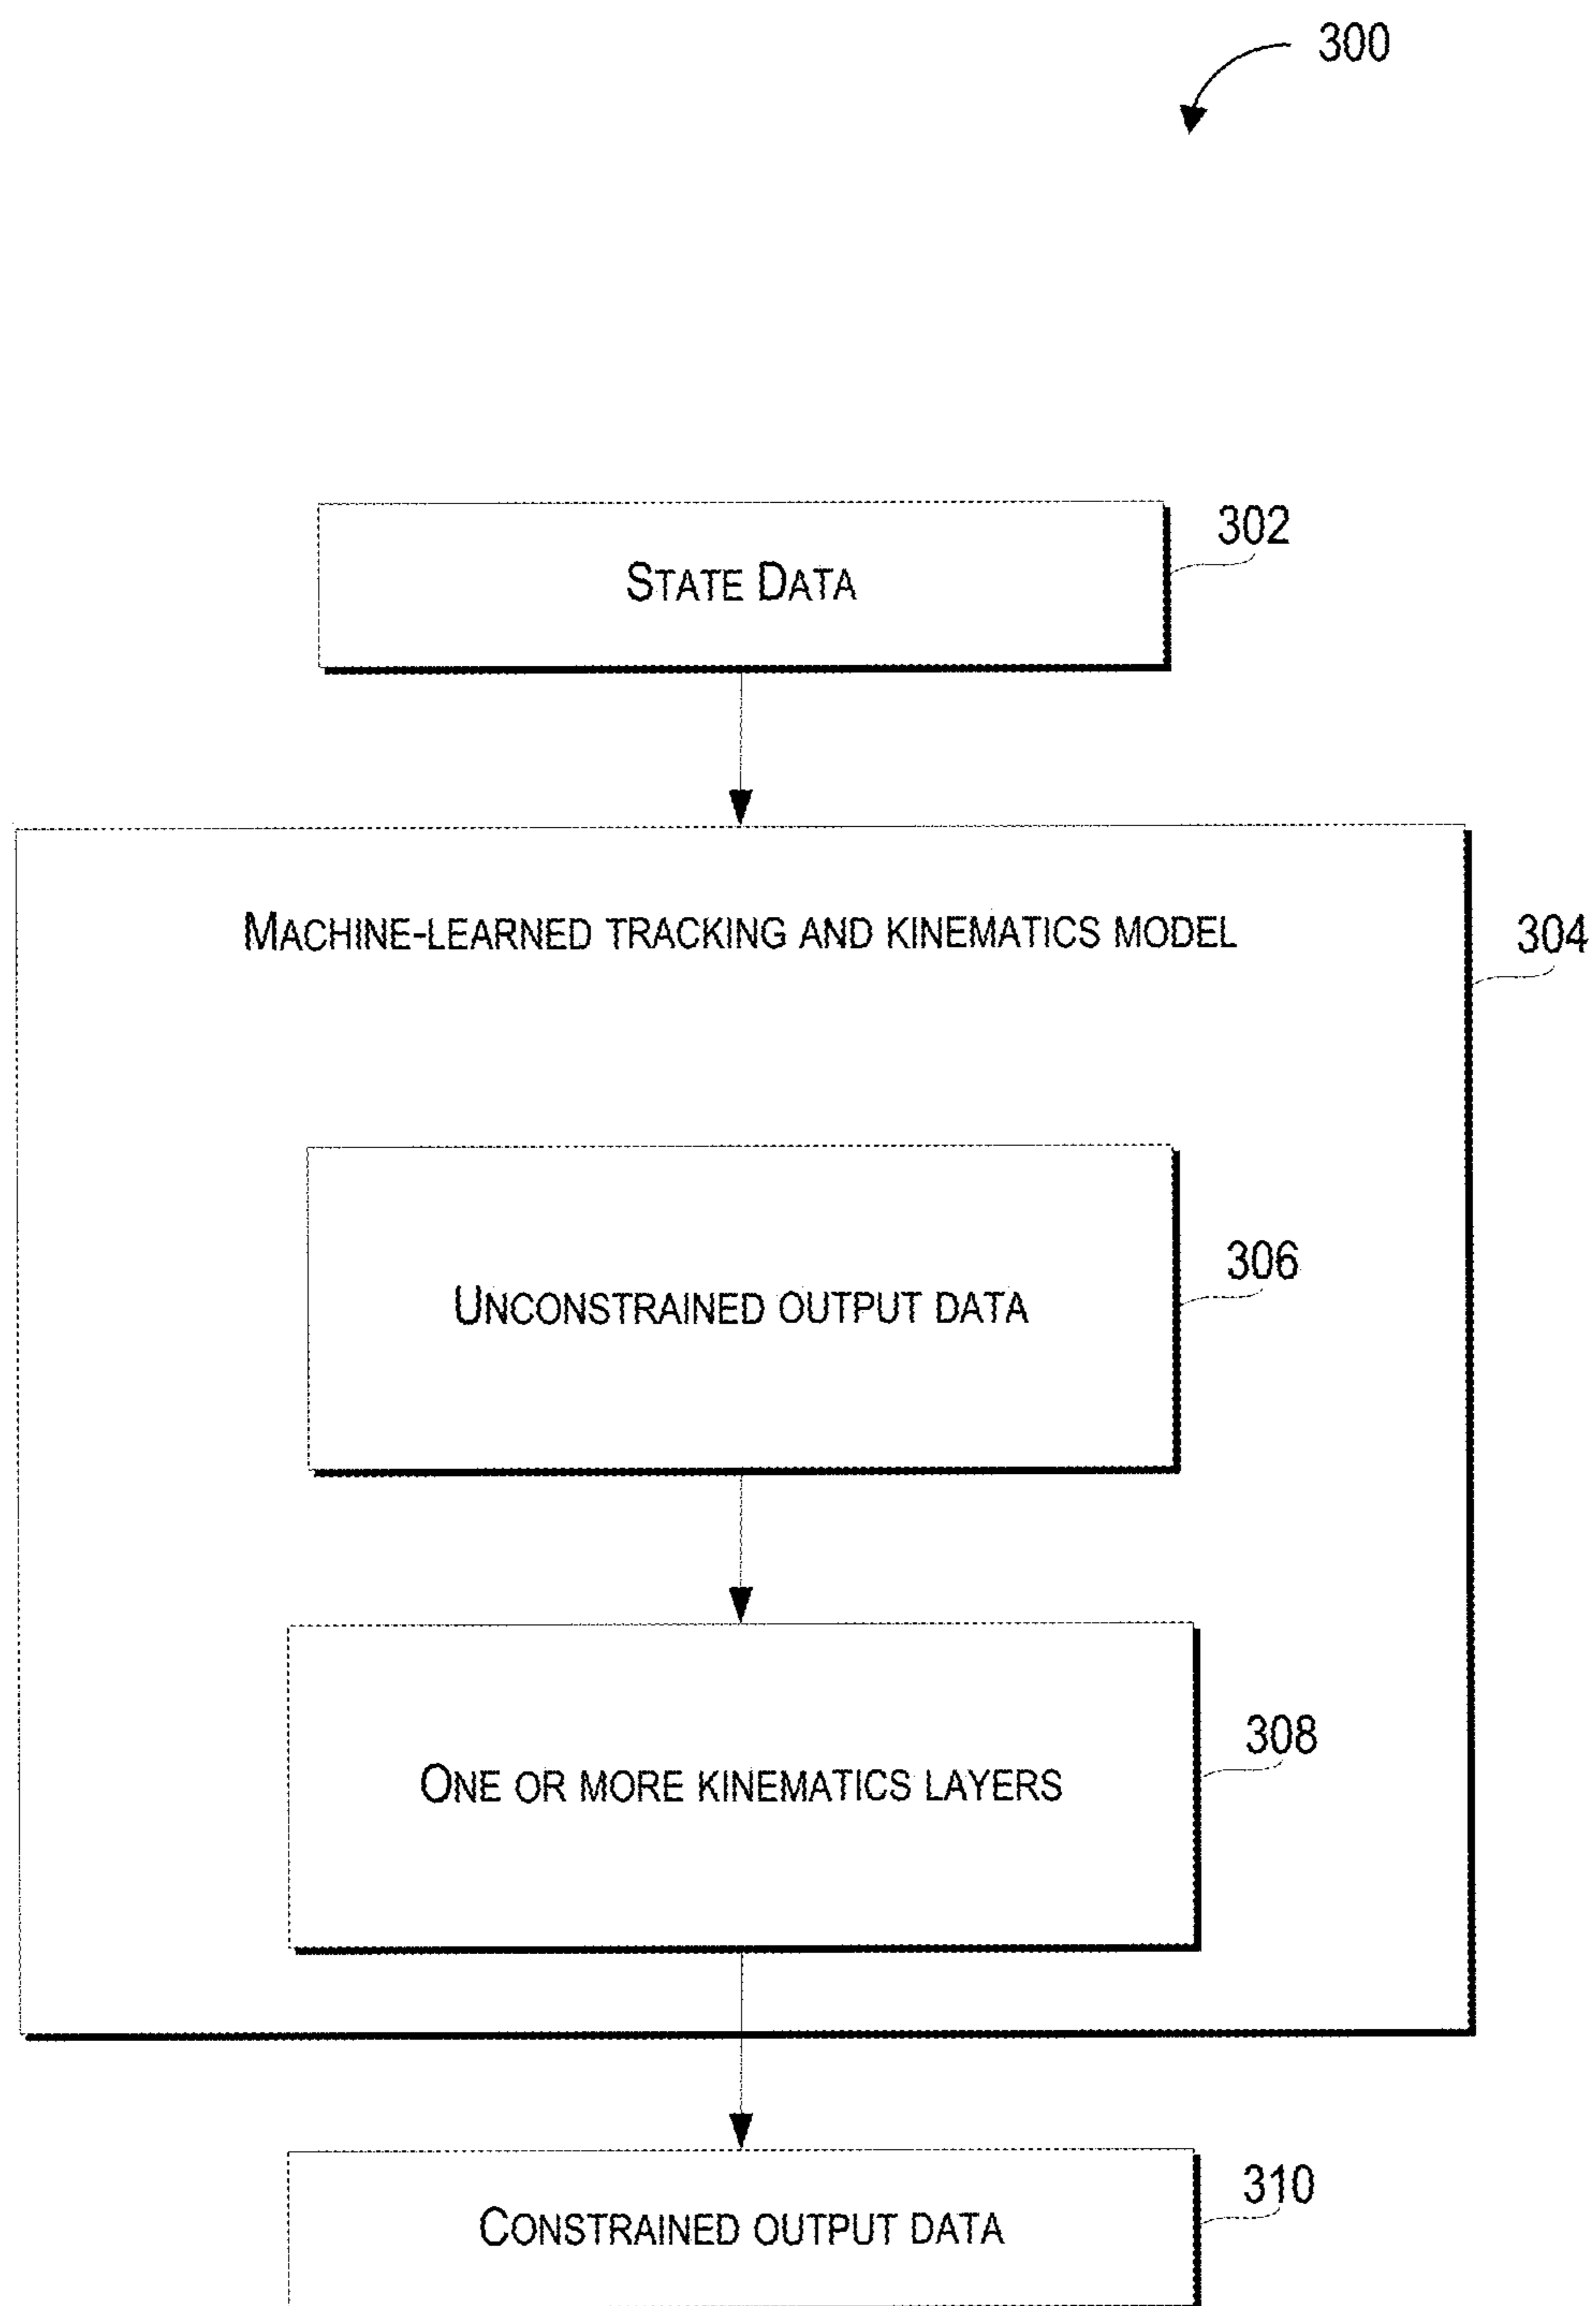 300
302
STATE DATA
MACHINE-LEARNED TRACKING AND KINEMATICS MODEL
304
306
UNCONSTRAINED OUTPUT DATA
308
ONE OR MORE KINEMATICS LAYERS
310
CONSTRAINED OUTPUT DATA